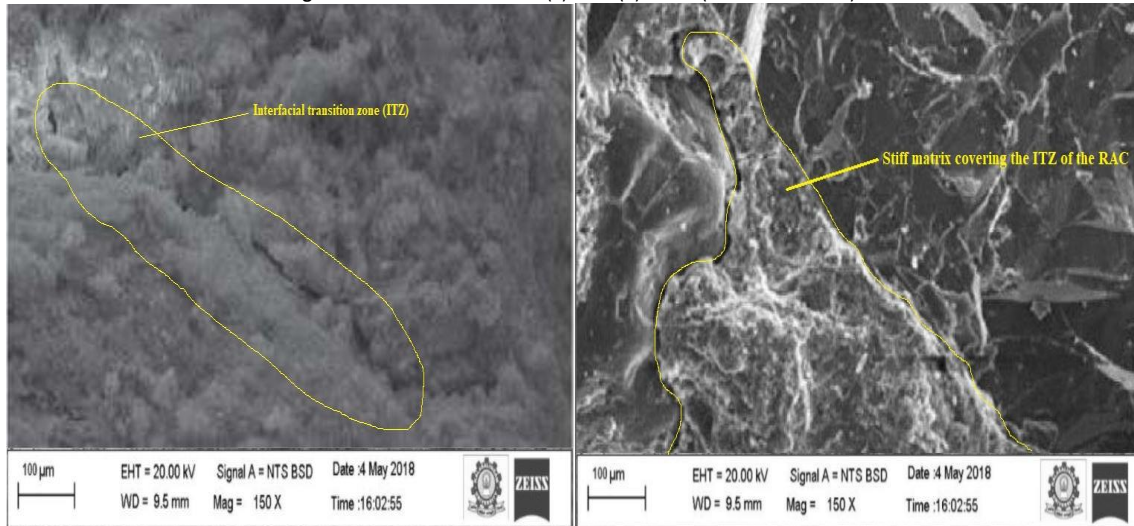 Interfacial transition zone (ITZ)
Stiff matrix covering the ITZ of the RAC
100 µm
EHT = 20.00 kV Signal A = NTS BSD Date :4 May 2018
WD = 9.5 mm Mag = 150 X Time :16:02:55
ZEISS
100 µm
EHT = 20.00 kV Signal A = NTS BSD Date :4 May 2018
WD = 9.5 mm Mag = 150 X Time :16:02:55
ZEISS